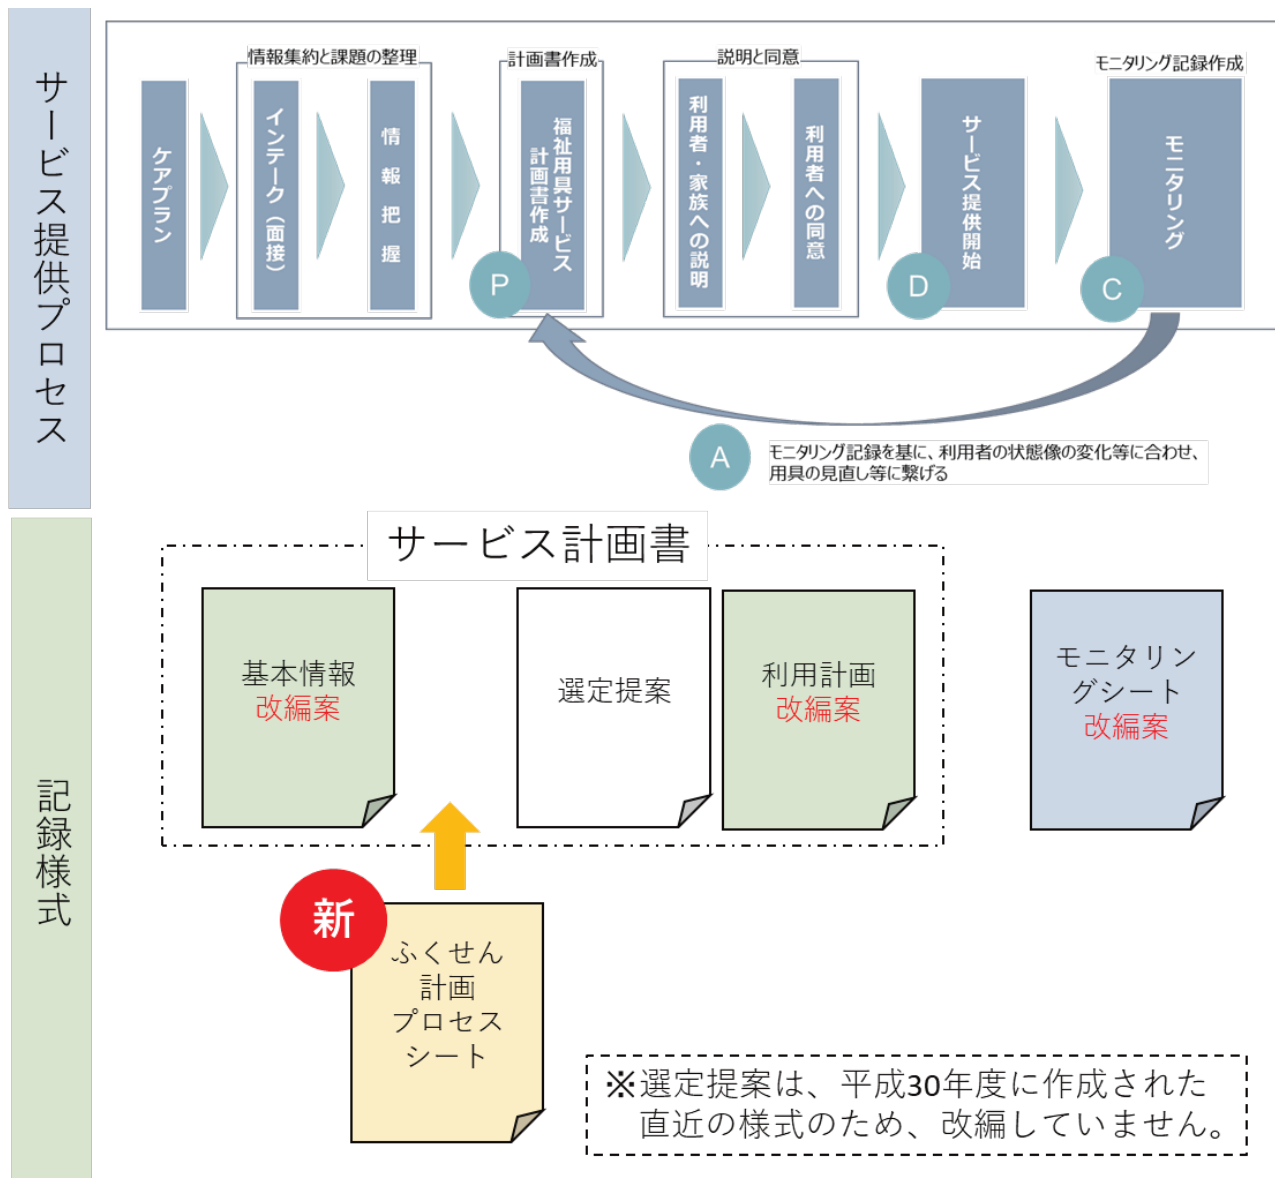 サービス提供プロセス
情報集約と課題の整理
計画書作成
説明と同意
モニタリング記録作成
ケアプラン
インテーク（面接）
情報把握
福祉用具サービス
計画書作成
利用者・家族への説明
利用者への同意
サービス提供開始
モニタリング
P
D
C
A
モニタリング記録を基に、利用者の状態像の変化等に合わせ、
用具の見直し等に繋げる
記録様式
サービス計画書
基本情報
改編案
選定提案
利用計画
改編案
モニタリン
グシート
改編案
新
ふくせん
計画
プロセス
シート
※選定提案は、平成30年度に作成された
直近の様式のため、改編していません。